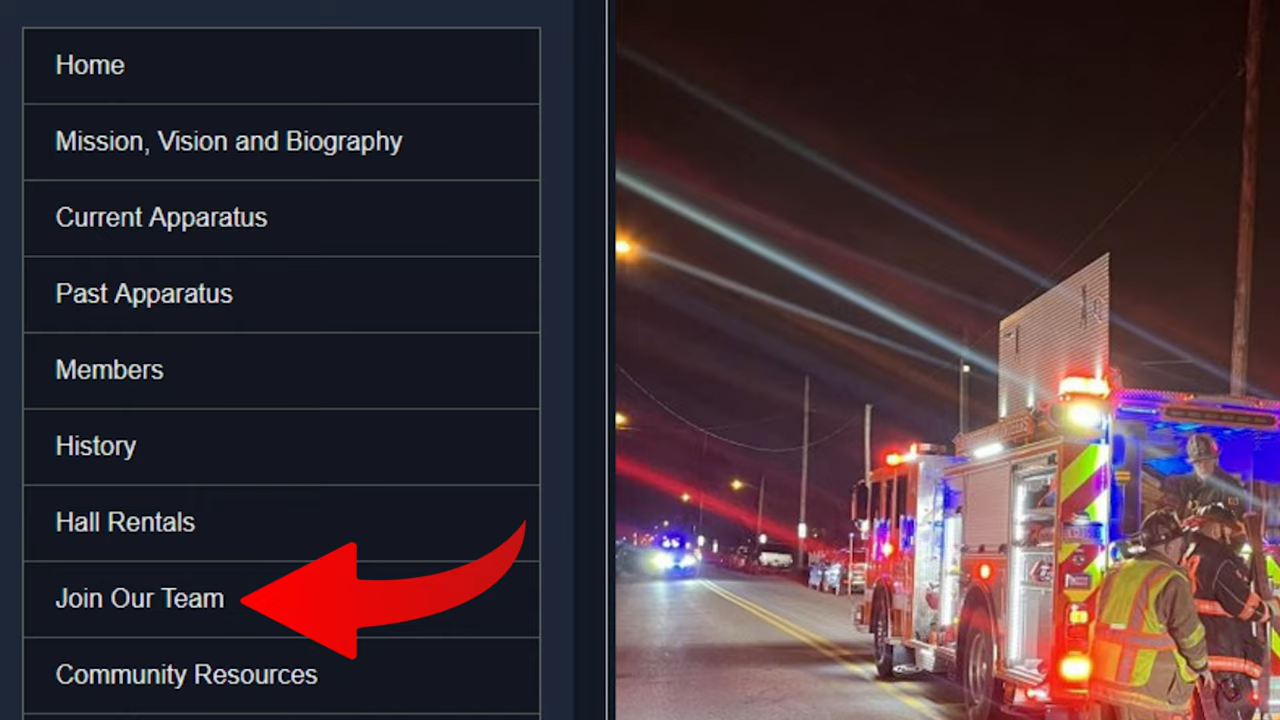 Home
Mission, Vision and Biography
Current Apparatus
Past Apparatus
Members
History
Hall Rentals
Join Our Team
Community Resources